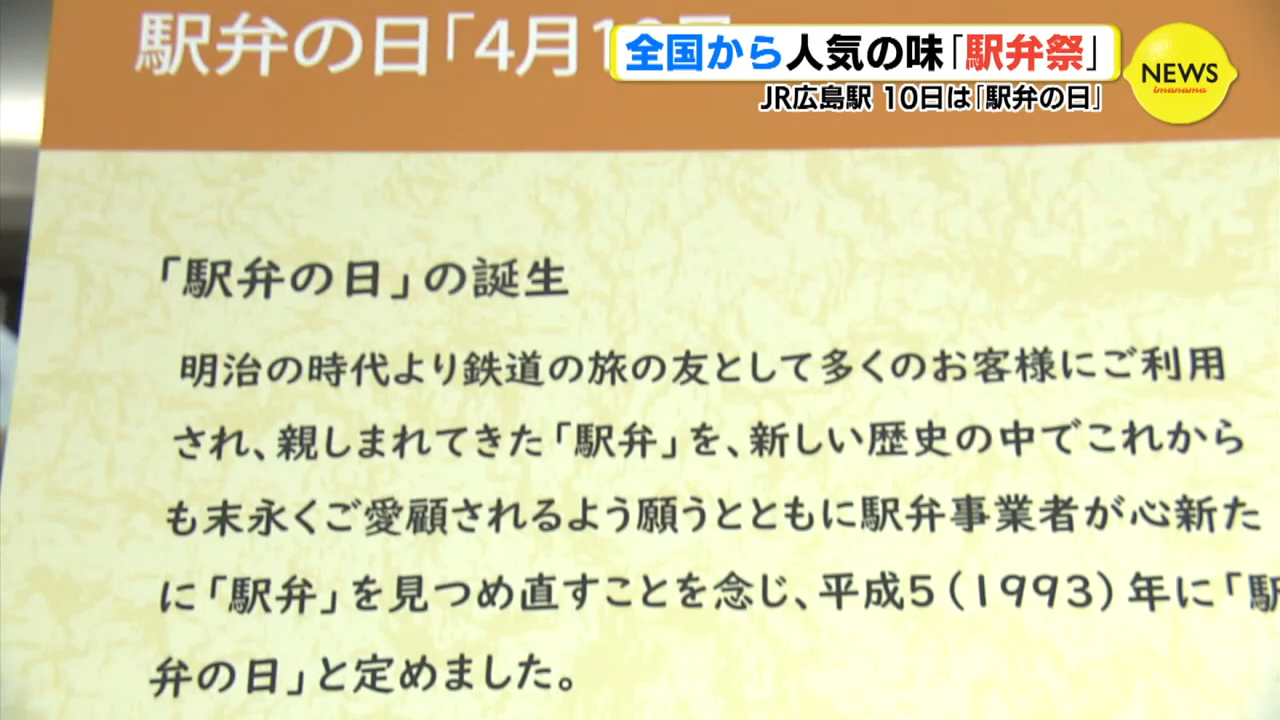 駅弁の日「4月10日
全国から人気の味「駅弁祭」
JR広島駅 10日は「駅弁の日」
NEWS
imanama
「駅弁の日」の誕生
明治の時代より鉄道の旅の友として多くのお客様にご利用
され、親しまれてきた「駅弁」を、新しい歴史の中でこれから
も末永くご愛顧されるよう願うとともに駅弁事業者が心新た
に「駅弁」を見つめ直すことを念じ、平成5(1993)年に「駅
弁の日」と定めました。